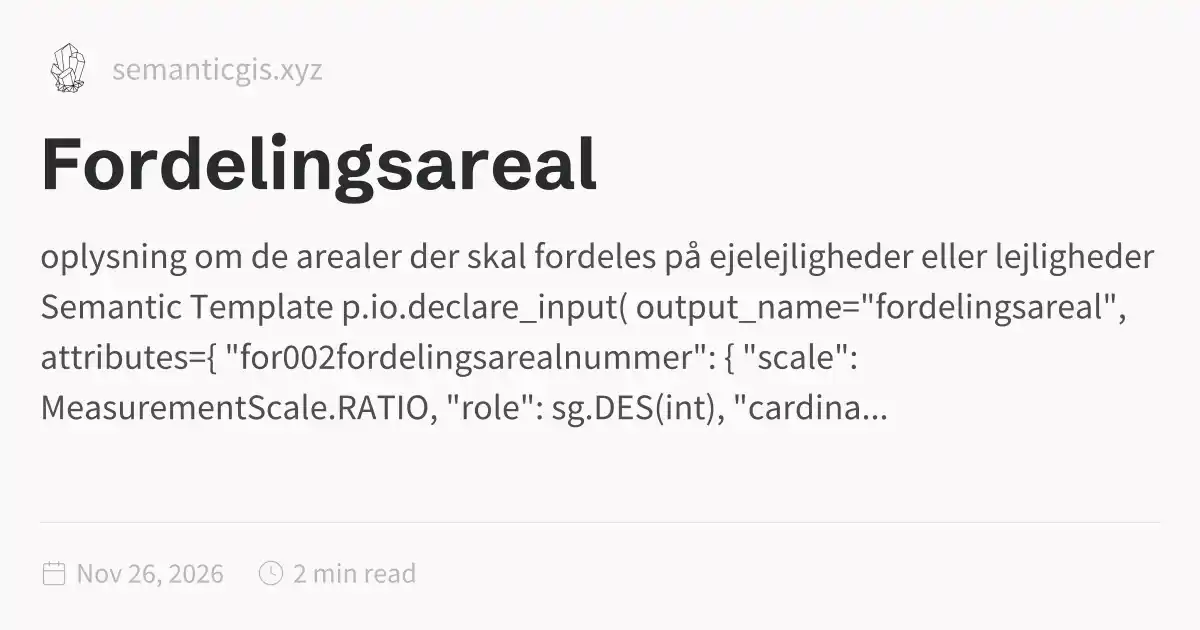 semanticgis.xyz
Fordelingsareal
oplysning om de arealer der skal fordeles på ejelejligheder eller lejligheder
Semantic Template p.io.declare_input( output_name="fordelingsareal",
attributes={ "for002fordelingsarealnummer": { "scale":
MeasurementScale.RATIO, "role": sg.DES(int), "cardina...
Nov 26, 2026 2 min read